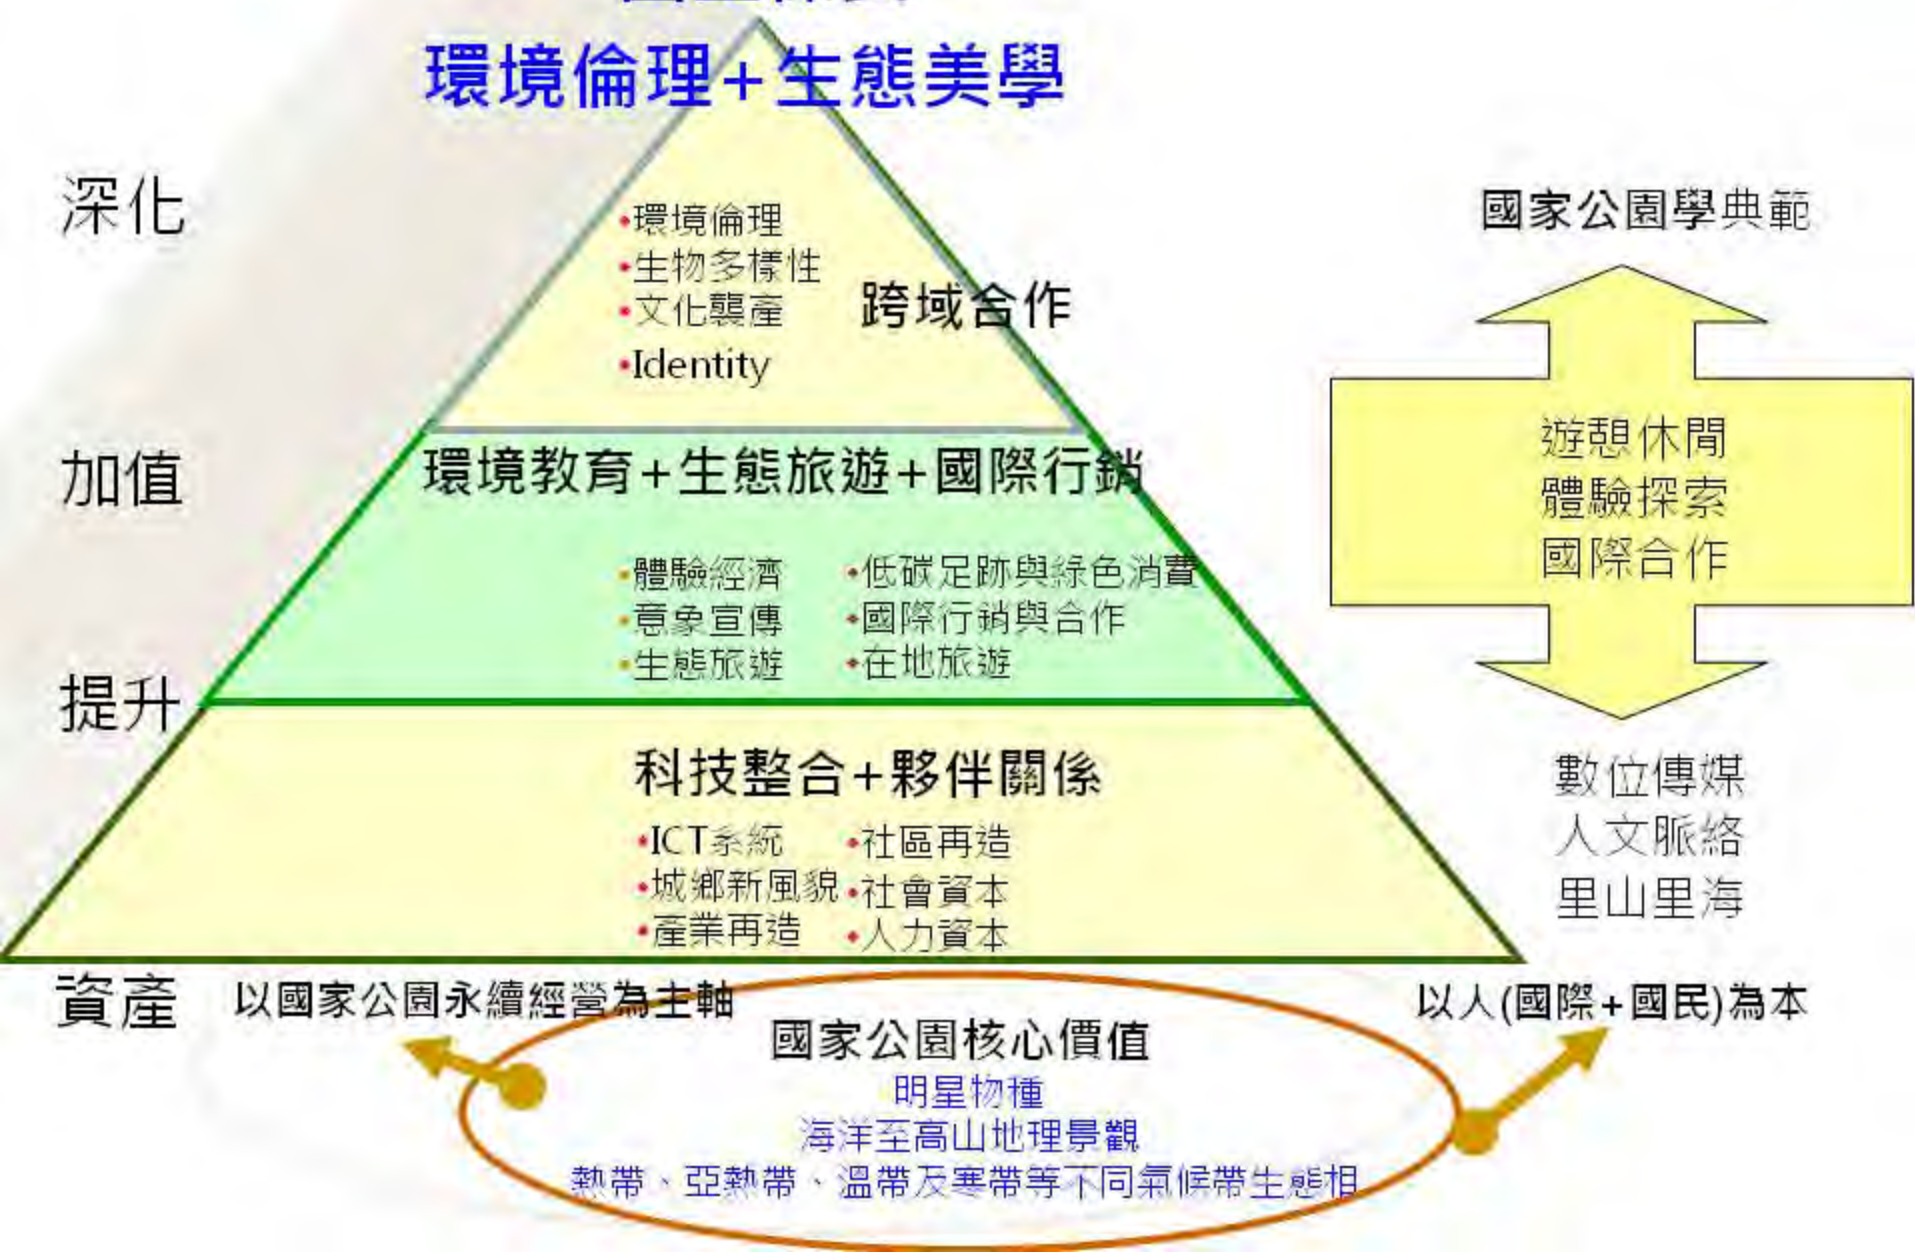 環境倫理+生態美學
深化
•環境倫理
•生物多樣性
•文化襲產
•Identity
跨域合作
國家公園學典範
加值
環境教育+生態旅遊+國際行銷
•體驗經濟 •低碳足跡與綠色消費
•意象宣傳 •國際行銷與合作
•生態旅遊 •在地旅遊
遊憩休閒
體驗探索
國際合作
提升
科技整合+夥伴關係
•ICT系統 •社區再造
•城鄉新風貌 •社會資本
•產業再造 •人力資本
數位傳媒
人文脈絡
里山里海
資產
以國家公園永續經營為主軸
以人(國際+國民)為本
國家公園核心價值
明星物種
海洋至高山地理景觀
熱帶、亞熱帶、溫帶及寒帶等不同氣候帶生態相